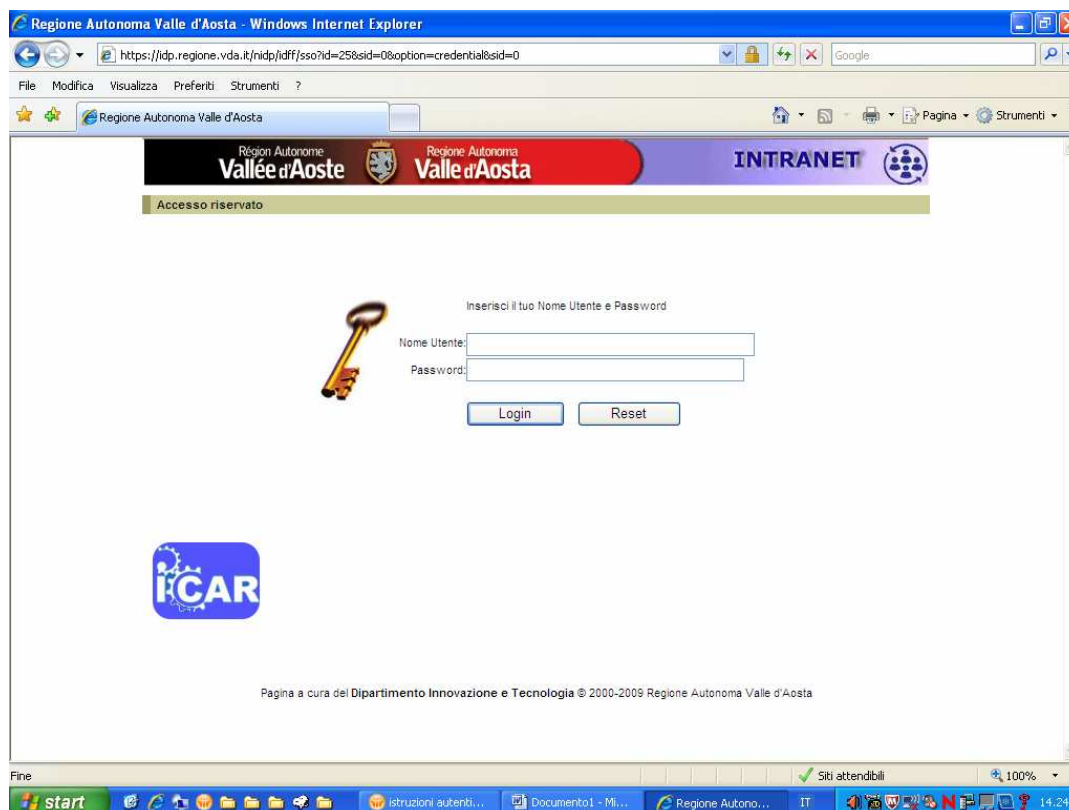 Regione Autonoma Valle d'Aosta - Windows Internet Explorer
https://idp.regione.vda.it/nidp/idff/sso?id=25&sid=0&option=credential&sid=0
Google
File Modifica Visualizza Preferiti Strumenti ?
Regione Autonoma Valle d'Aosta
Pagina
Strumenti
Région Autonome
Vallée d'Aoste
Regione Autonoma
Valle d'Aosta
INTRANET
Accesso riservato
Inserisci il tuo Nome Utente e Password
Nome Utente:
Password:
Login Reset
iCAR
Pagina a cura del Dipartimento Innovazione e Tecnologia © 2000-2009 Regione Autonoma Valle d'Aosta
Fine
Siti attendibili
100%
start
istruzioni autenti...
Documento1 - Mi...
Regione Autono...
IT
14.24